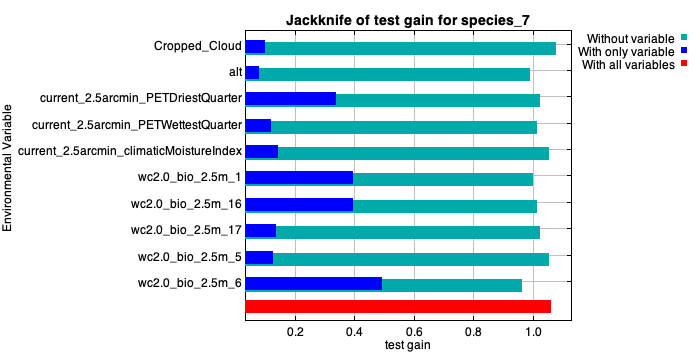 Jackknife of test gain for species_7
Without variable
With only variable
With all variables
Environmental Variable
Cropped_Cloud
alt
current_2.5arcmin_PETDriestQuarter
current_2.5arcmin_PETWettestQuarter
current_2.5arcmin_climaticMoistureIndex
wc2.0_bio_2.5m_1
wc2.0_bio_2.5m_16
wc2.0_bio_2.5m_17
wc2.0_bio_2.5m_5
wc2.0_bio_2.5m_6
0.2 0.4 0.6 0.8 1.0
test gain